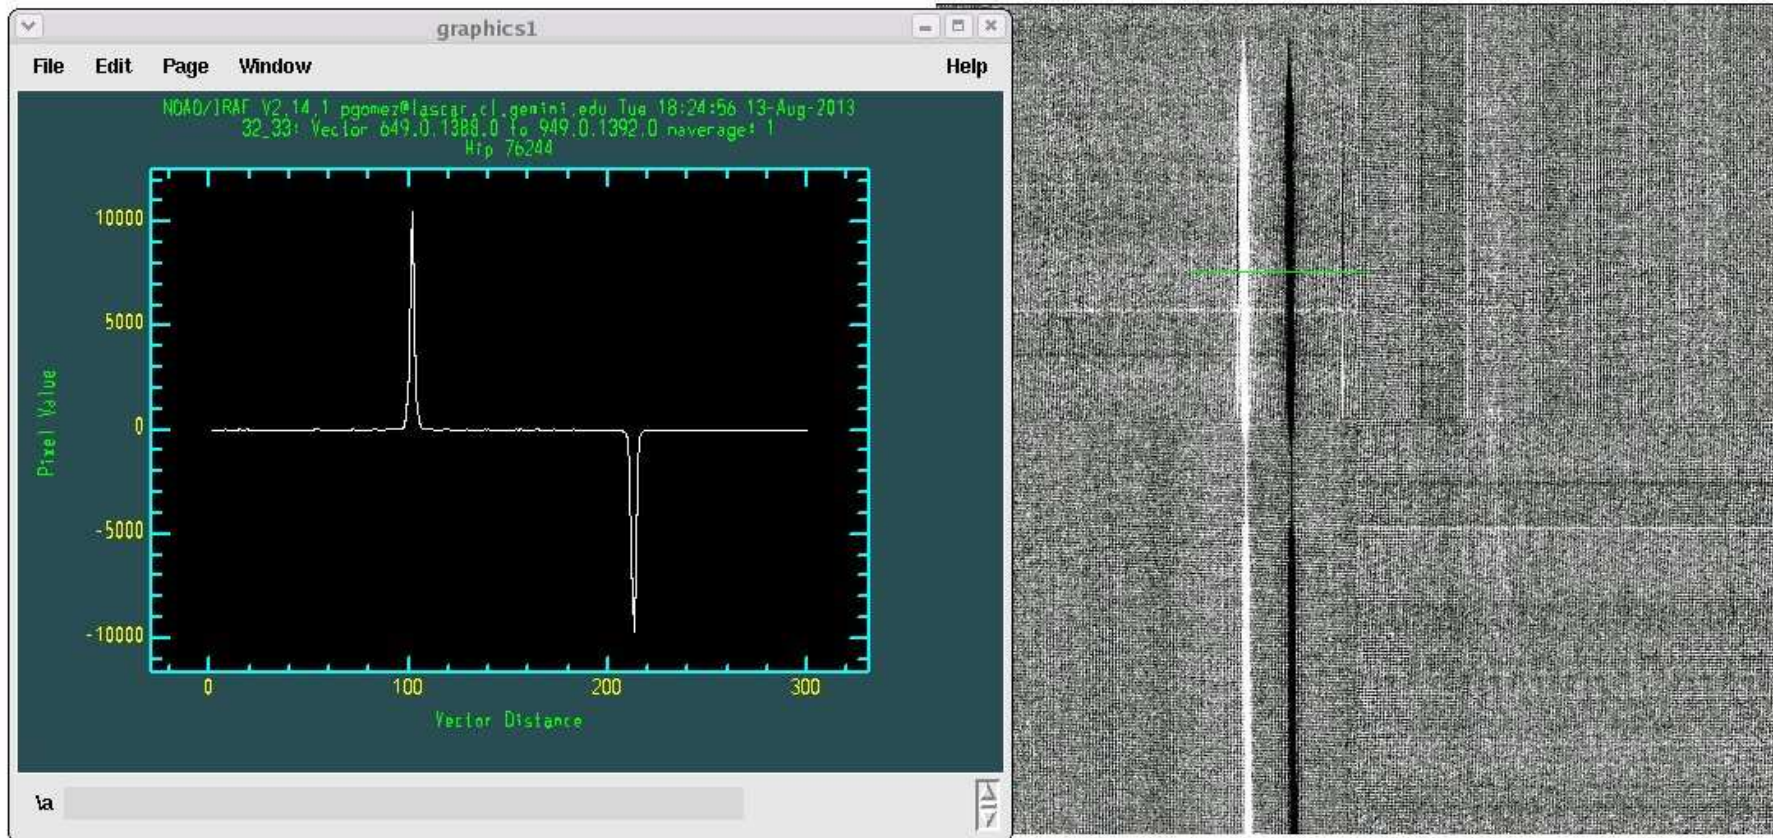 graphics1
File Edit Page Window Help
NOAO/IRAF V2.14.1 pgomez@lascar.cl.gemini.edu Tue 18:24:56 13-Aug-2013
32_33: Vector 649.0,1388.0 to 949.0,1392.0 naverage: 1
Hip 76244
10000
5000
0
-5000
-10000
Pixel Value
0 100 200 300
Vector Distance
\a